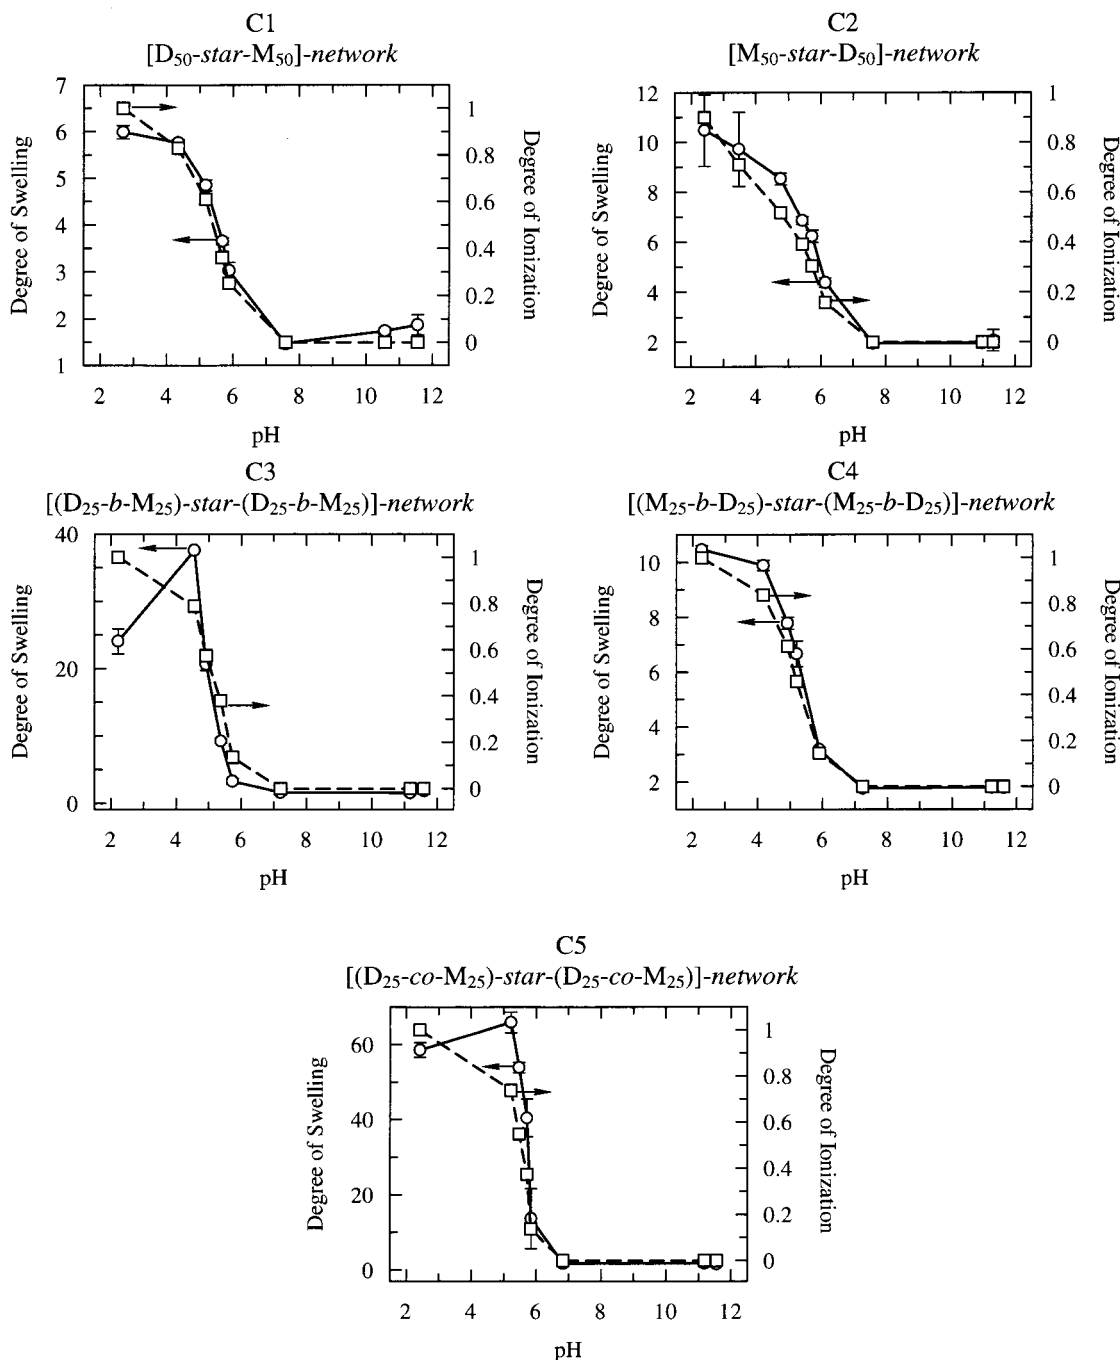 C1
[D₅₀-star-M₅₀]-network
7
6
5
4
3
2
1
Degree of Swelling
1
0.8
0.6
0.4
0.2
0
Degree of Ionization
2 4 6 8 10 12
pH
C2
[M₅₀-star-D₅₀]-network
12
10
8
6
4
2
Degree of Swelling
1
0.8
0.6
0.4
0.2
0
Degree of Ionization
2 4 6 8 10 12
pH
C3
[(D₂₅-b-M₂₅)-star-(D₂₅-b-M₂₅)]-network
40
20
0
Degree of Swelling
1
0.8
0.6
0.4
0.2
0
Degree of Ionization
2 4 6 8 10 12
pH
C4
[(M₂₅-b-D₂₅)-star-(M₂₅-b-D₂₅)]-network
10
8
6
4
2
Degree of Swelling
1
0.8
0.6
0.4
0.2
0
Degree of Ionization
2 4 6 8 10 12
pH
C5
[(D₂₅-co-M₂₅)-star-(D₂₅-co-M₂₅)]-network
60
40
20
0
Degree of Swelling
1
0.8
0.6
0.4
0.2
0
Degree of Ionization
2 4 6 8 10 12
pH